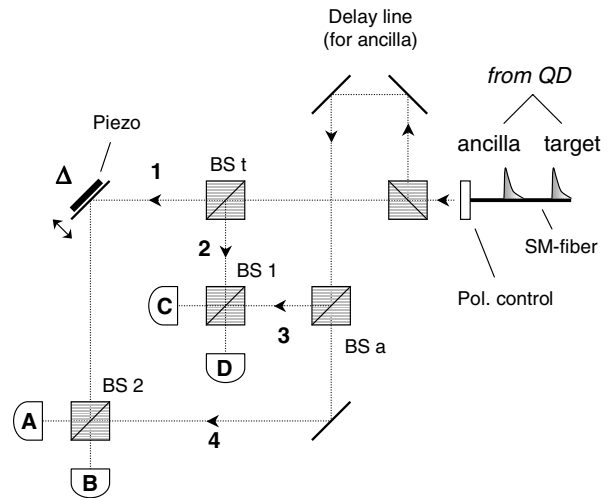 Delay line
(for ancilla)
from QD
ancilla
target
Piezo
Δ
1
BS t
SM-fiber
2
BS 1
Pol. control
C
3
D
BS a
BS 2
A
4
B